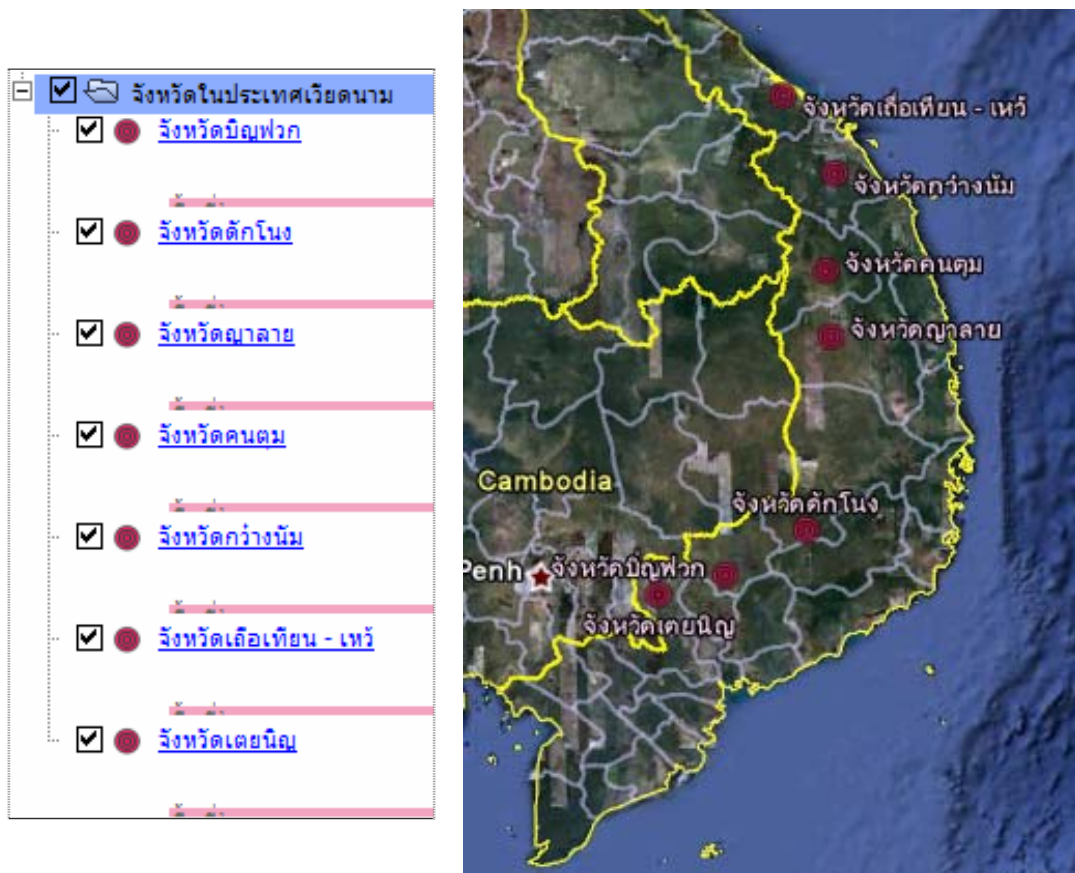 จังหวัดในประเทศเวียดนาม
จังหวัดบิญฟวก
จังหวัดดักโนง
จังหวัดญาลาย
จังหวัดคนตุม
จังหวัดกว๋างนัม
จังหวัดเถื่อเทียน - เหว้
จังหวัดเตยนิญ
จังหวัดเถื่อเทียน - เหว้
จังหวัดกว๋างนัม
จังหวัดคนตุม
จังหวัดญาลาย
Cambodia
จังหวัดดักโนง
Penh
จังหวัดบิญฟวก
จังหวัดเตยนิญ